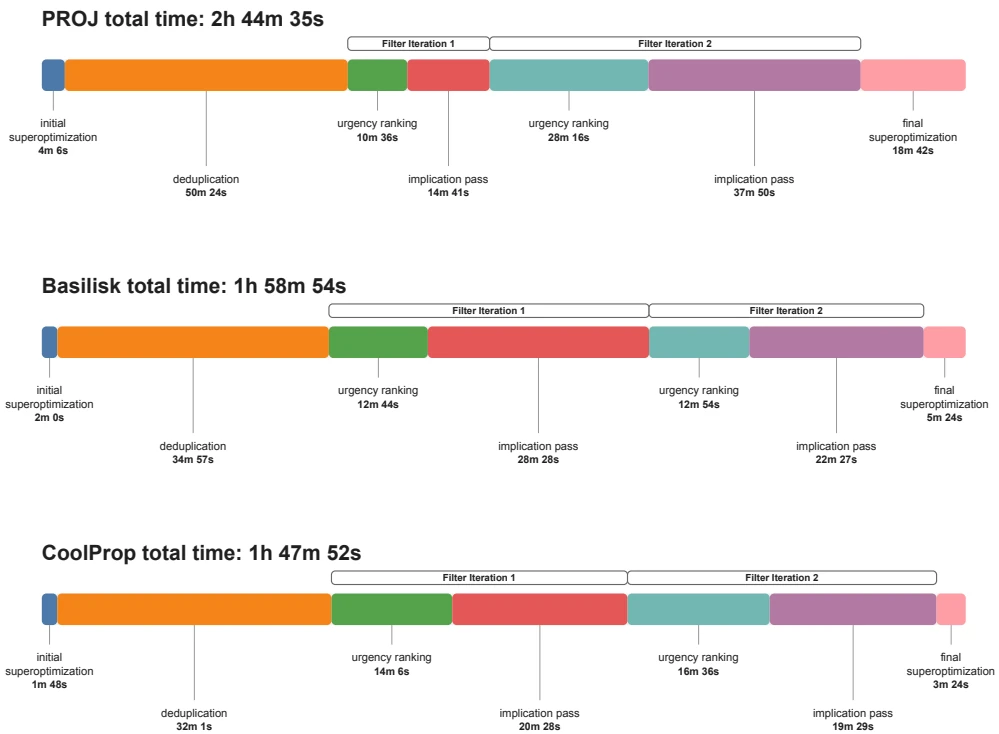 PROJ total time: 2h 44m 35s
Filter Iteration 1
Filter Iteration 2
initial
superoptimization
4m 6s
deduplication
50m 24s
urgency ranking
10m 36s
implication pass
14m 41s
urgency ranking
28m 16s
implication pass
37m 50s
final
superoptimization
18m 42s
Basilisk total time: 1h 58m 54s
Filter Iteration 1
Filter Iteration 2
initial
superoptimization
2m 0s
deduplication
34m 57s
urgency ranking
12m 44s
implication pass
28m 28s
urgency ranking
12m 54s
implication pass
22m 27s
final
superoptimization
5m 24s
CoolProp total time: 1h 47m 52s
Filter Iteration 1
Filter Iteration 2
initial
superoptimization
1m 48s
deduplication
32m 1s
urgency ranking
14m 6s
implication pass
20m 28s
urgency ranking
16m 36s
implication pass
19m 29s
final
superoptimization
3m 24s